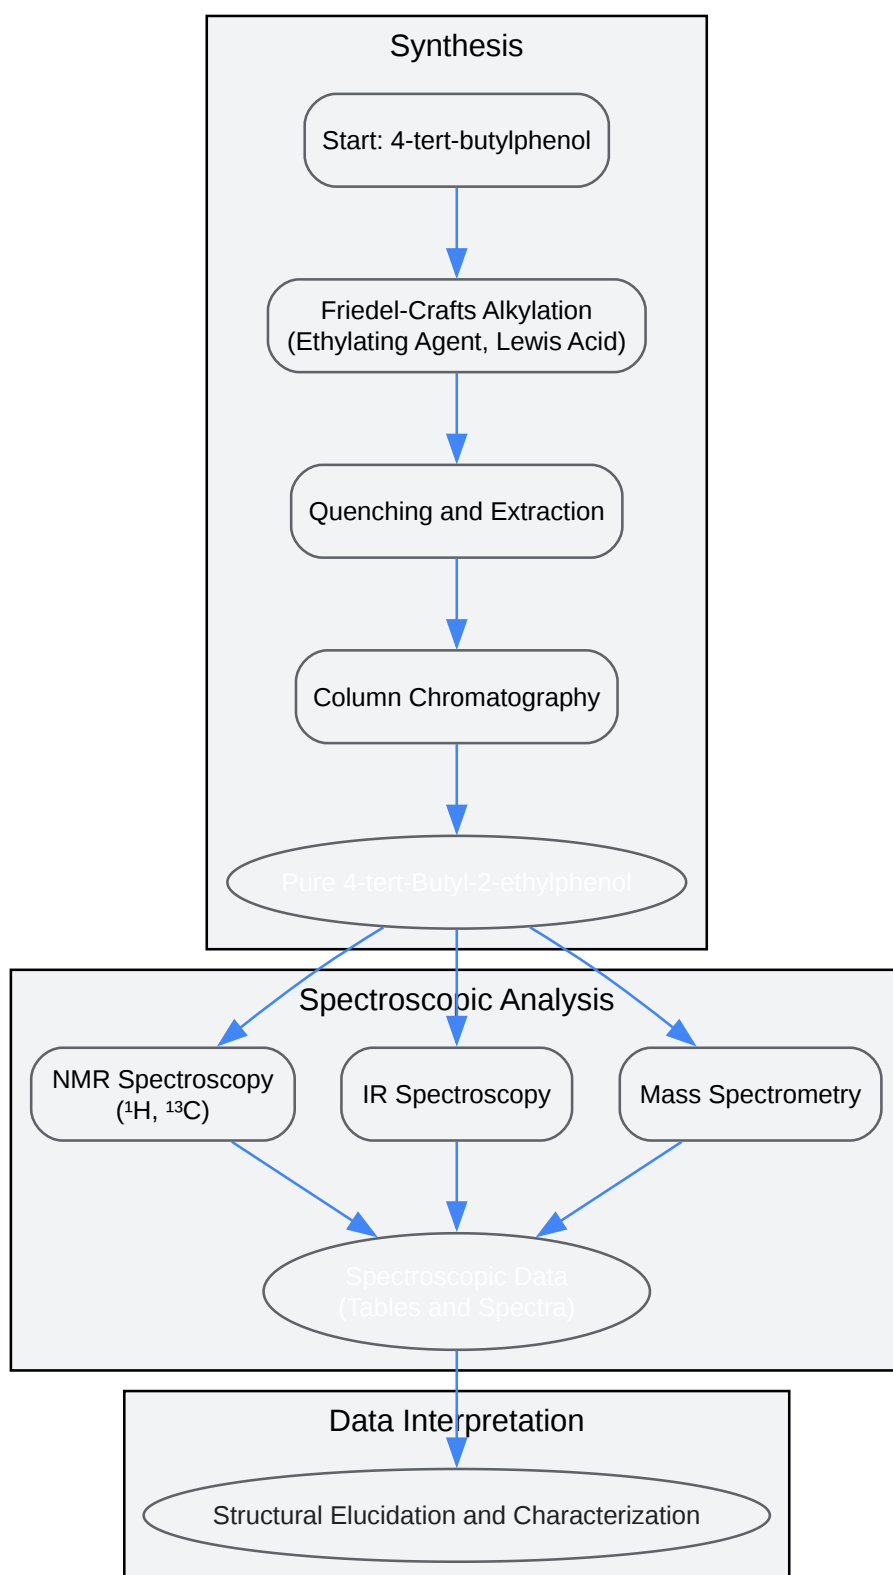 Synthesis
Start: 4-tert-butylphenol
Friedel-Crafts Alkylation
(Ethylating Agent, Lewis Acid)
Quenching and Extraction
Column Chromatography
Pure 4-tert-Butyl-2-ethylphenol
Spectroscopic Analysis
NMR Spectroscopy
(¹H, ¹³C)
IR Spectroscopy
Mass Spectrometry
Spectroscopic Data
(Tables and Spectra)
Data Interpretation
Structural Elucidation and Characterization